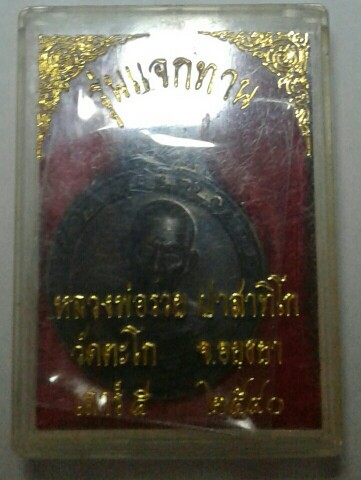 รุ่นแจกทาน
หลวงพ่อรวย ปาสาทิโก
วัดตะโก จ.อยุธยา
เสาร์ ๕ ๒๕๔๐